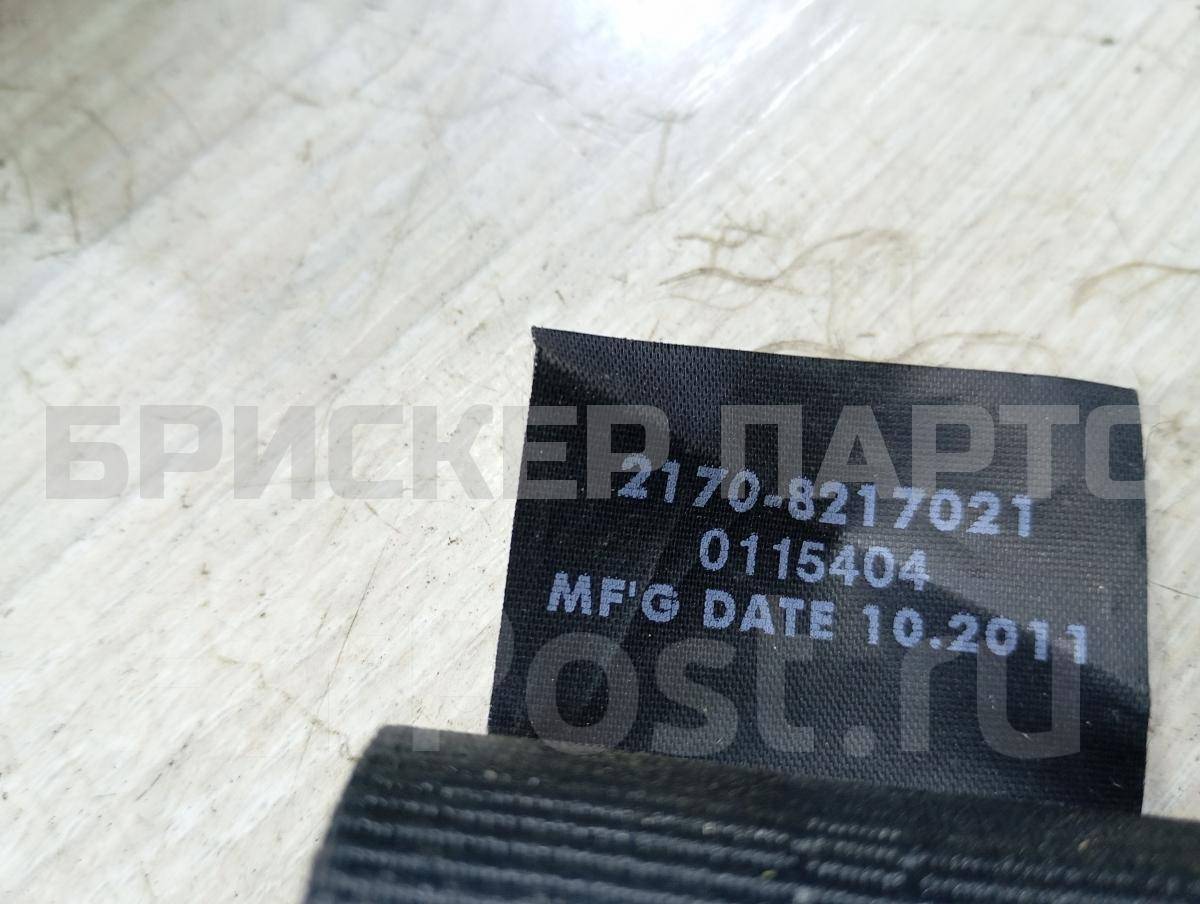 БРИСКЕР ПАРТС
2170-8217021
0115404
MF'G DATE 10.2011
Post.ru